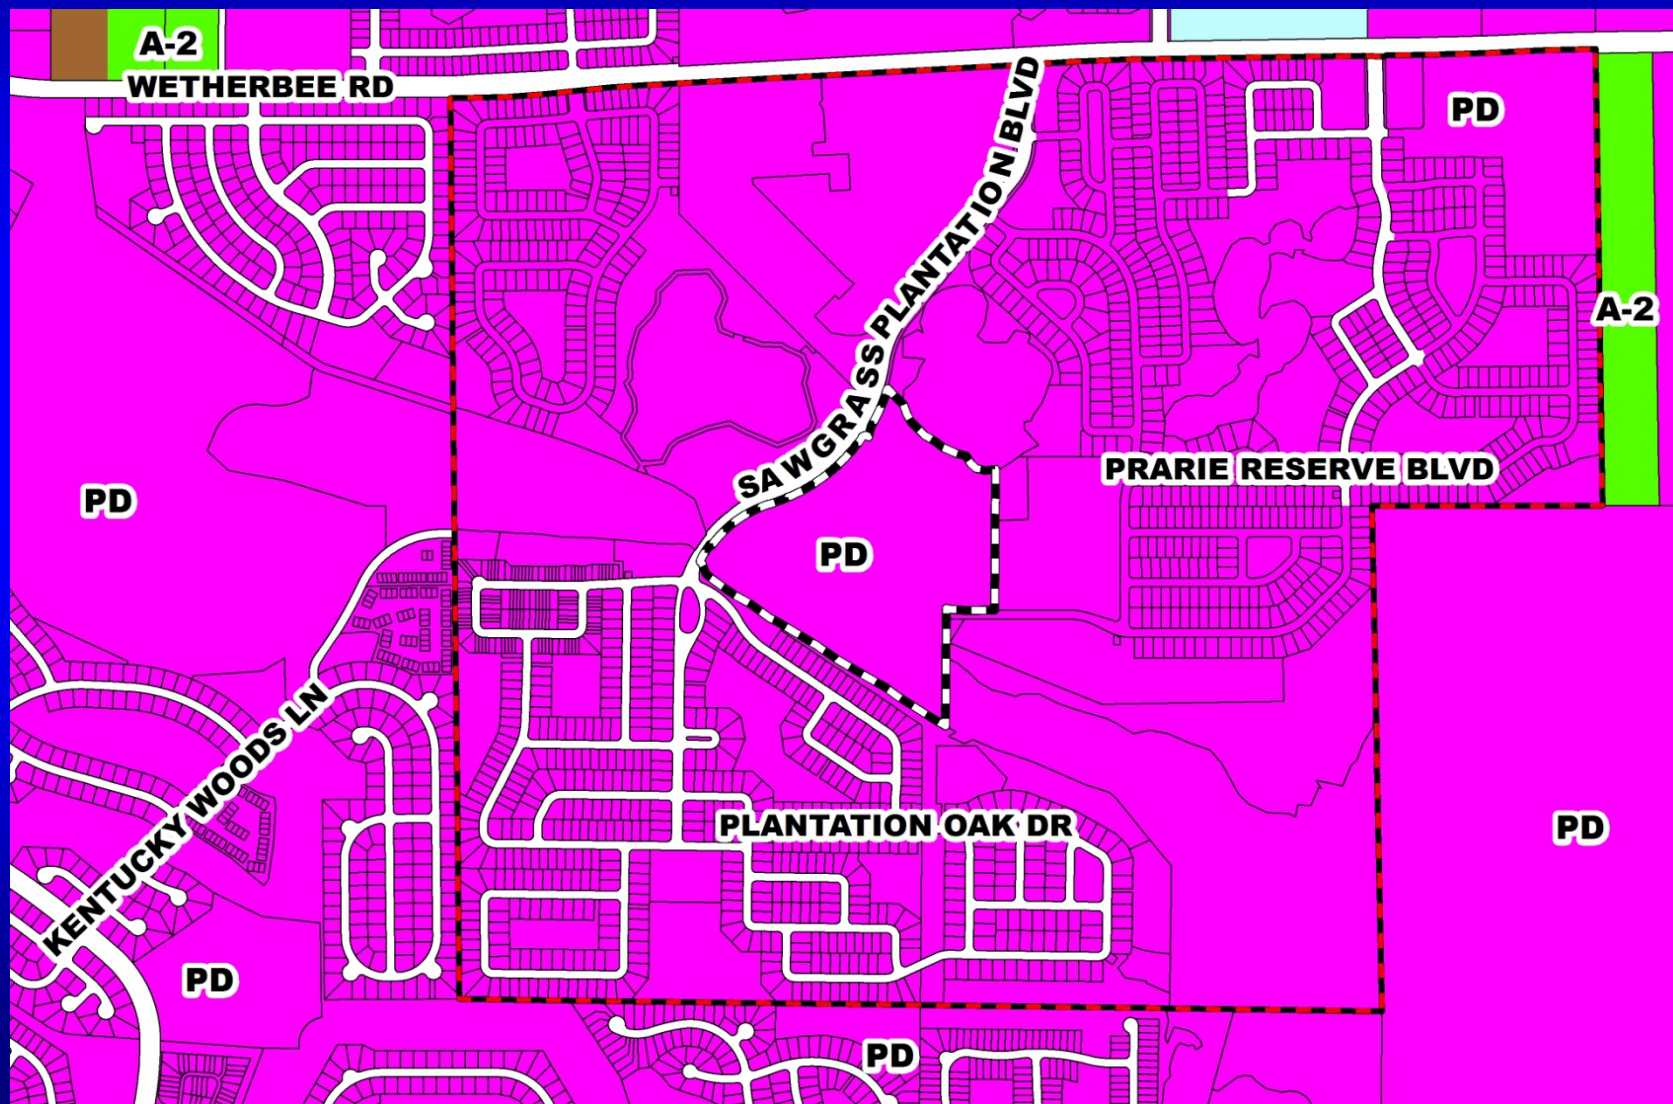 A-2
WETHERBEE RD
SAWGRASS PLANTATION BLVD
PD
A-2
PRARIE RESERVE BLVD
PD
PD
KENTUCKY WOODS LN
PLANTATION OAK DR
PD
PD
PD